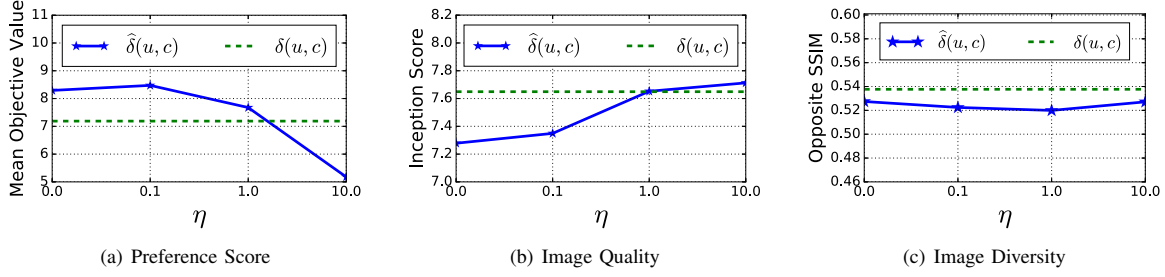 Mean Objective Value
11
10
9
8
7
6
5
0.0 0.1 1.0 10.0
η
δ̂(u, c) δ(u, c)
(a) Preference Score
Inception Score
8.2
8.0
7.8
7.6
7.4
7.2
7.0
0.0 0.1 1.0 10.0
η
δ̂(u, c) δ(u, c)
(b) Image Quality
Opposite SSIM
0.60
0.58
0.56
0.54
0.52
0.50
0.48
0.46
0.0 0.1 1.0 10.0
η
δ̂(u, c) δ(u, c)
(c) Image Diversity